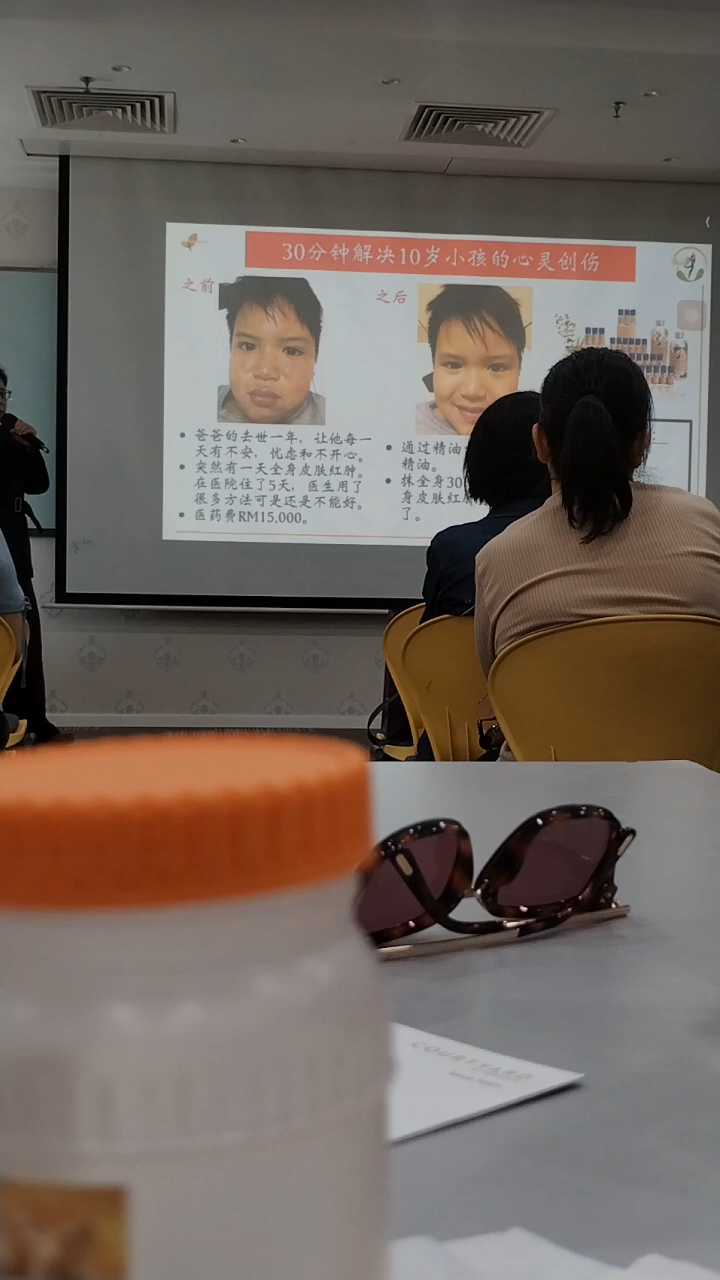 30分钟解决10岁小孩的心灵创伤
之前
之后
• 爸爸的去世一年, 让他每一
天有不安, 忧虑和不开心。
• 突然有一天全身皮肤红肿。
在医院住了5天, 医生用了
很多方法可是还是不能好。
• 医药费RM15,000。
• 通过精油
精油。
• 抹全身30
身皮肤红
了。
COURTYARD